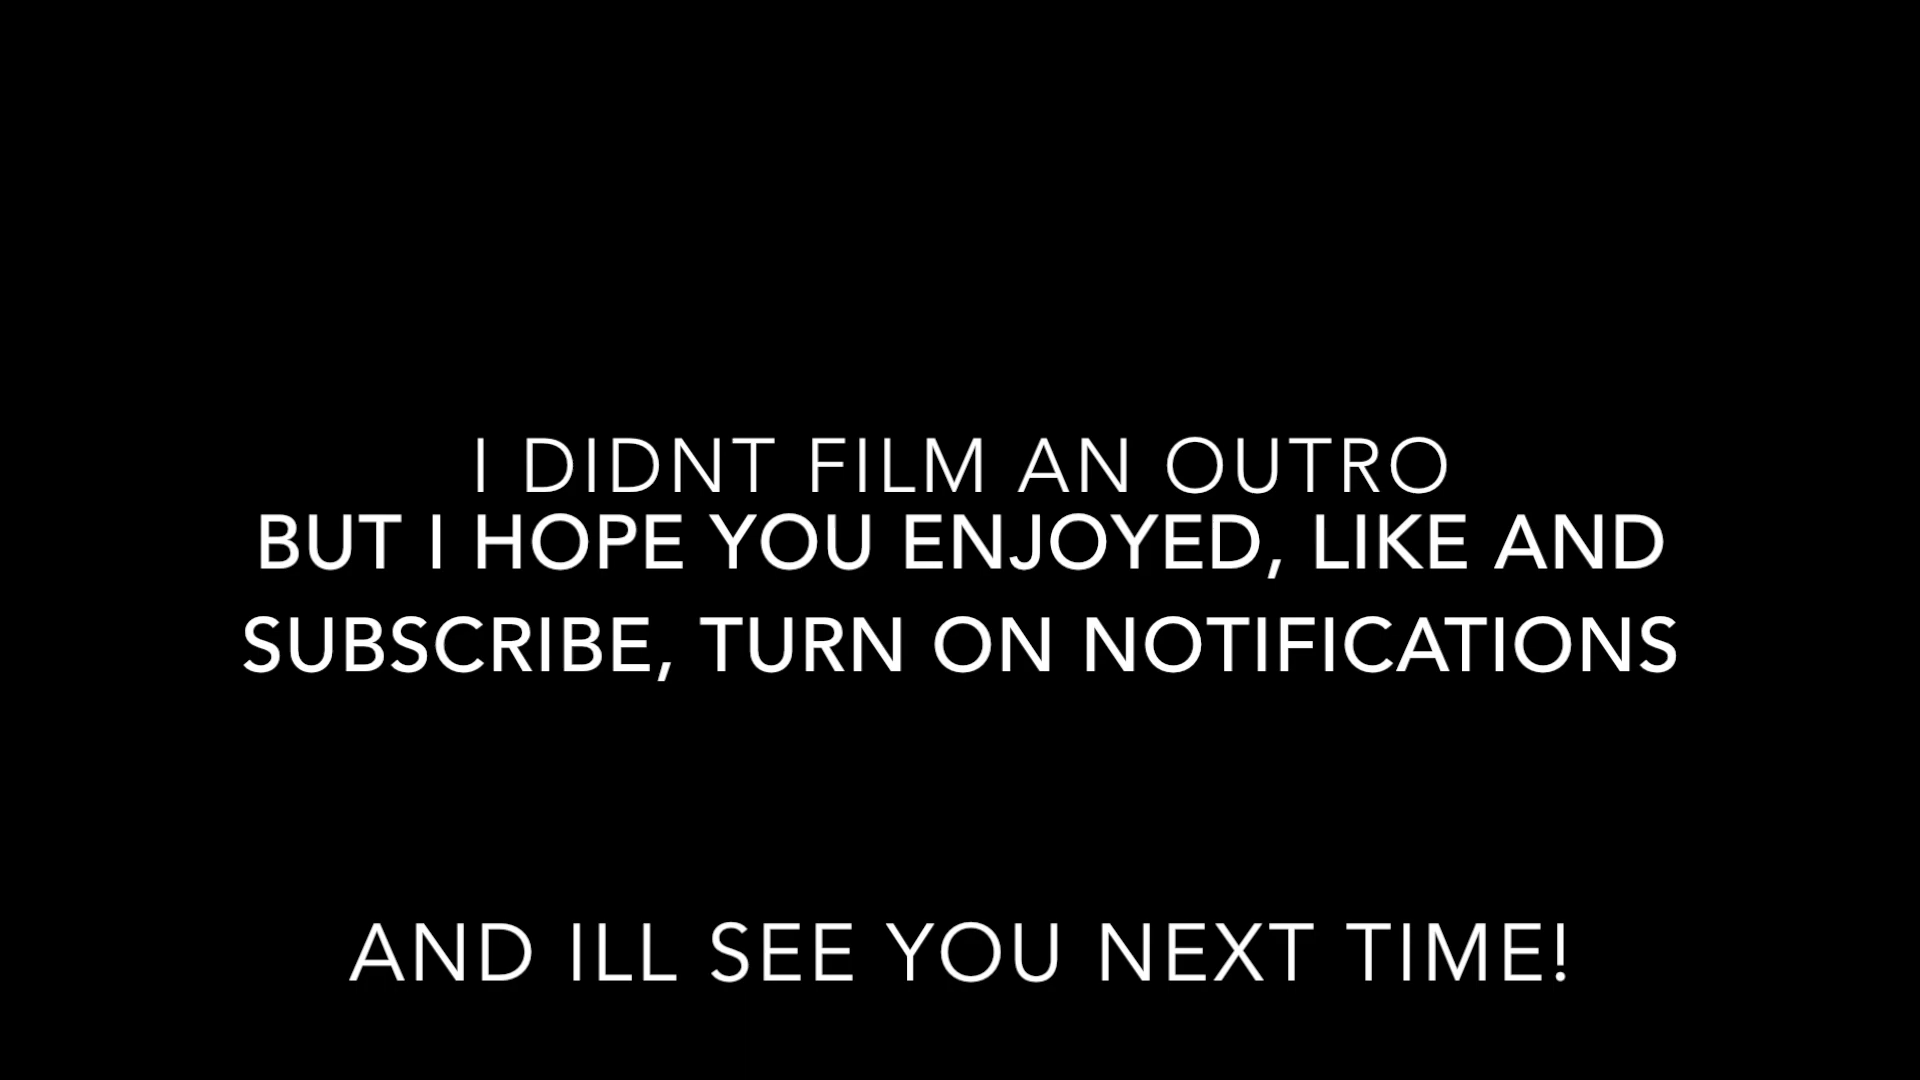 I DIDNT FILM AN OUTRO
BUT I HOPE YOU ENJOYED, LIKE AND
SUBSCRIBE, TURN ON NOTIFICATIONS
AND ILL SEE YOU NEXT TIME!